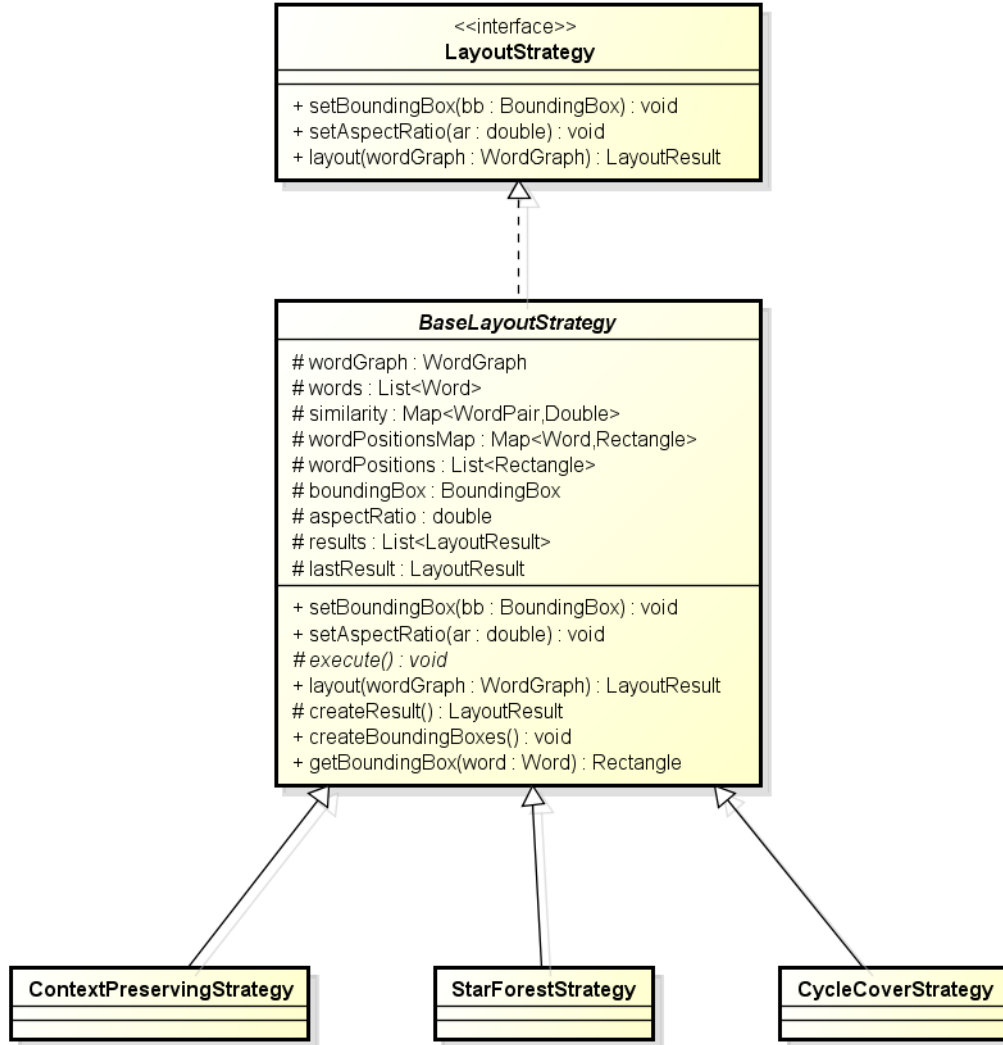 <<interface>>
LayoutStrategy
+ setBoundingBox(bb : BoundingBox) : void
+ setAspectRatio(ar : double) : void
+ layout(wordGraph : WordGraph) : LayoutResult
BaseLayoutStrategy
# wordGraph : WordGraph
# words : List<Word>
# similarity : Map<WordPair,Double>
# wordPositionsMap : Map<Word,Rectangle>
# wordPositions : List<Rectangle>
# boundingBox : BoundingBox
# aspectRatio : double
# results : List<LayoutResult>
# lastResult : LayoutResult
+ setBoundingBox(bb : BoundingBox) : void
+ setAspectRatio(ar : double) : void
# execute() : void
+ layout(wordGraph : WordGraph) : LayoutResult
# createResult() : LayoutResult
+ createBoundingBoxes() : void
+ getBoundingBox(word : Word) : Rectangle
ContextPreservingStrategy
StarForestStrategy
CycleCoverStrategy